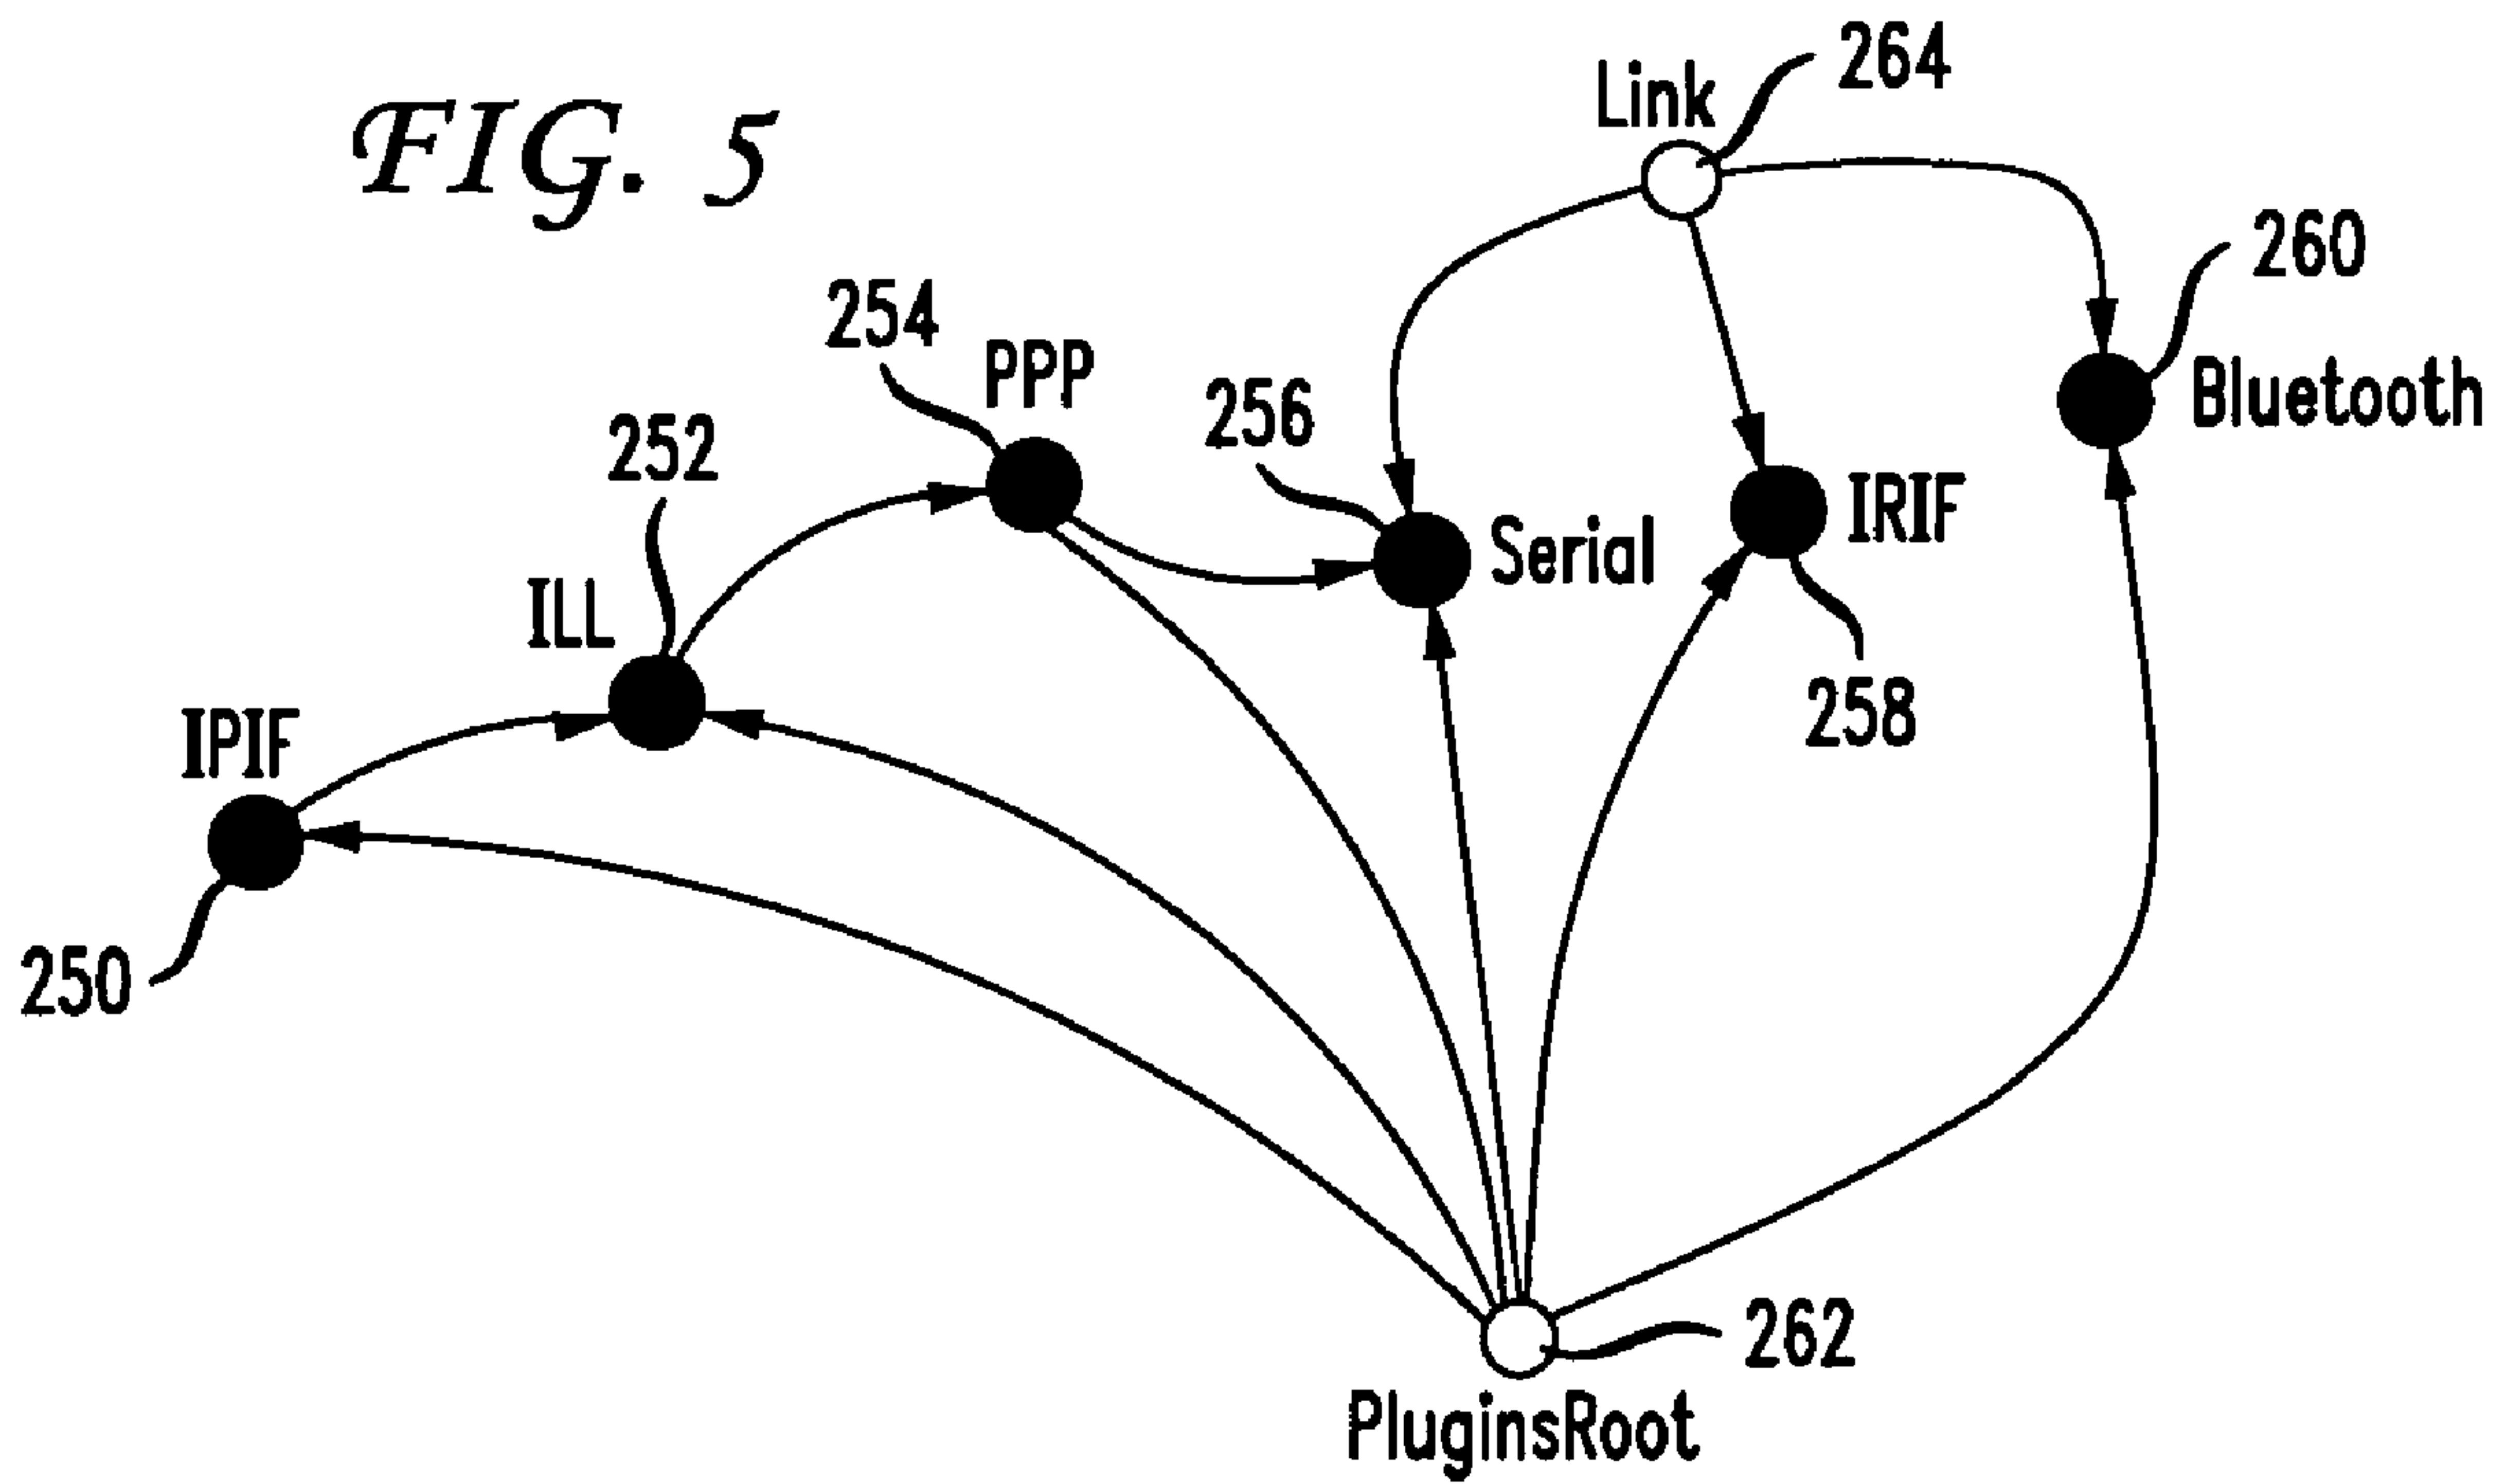 FIG. 5
Link
264
260
Bluetooth
254
PPP
256
Serial
IRIF
258
252
ILL
IPIF
250
262
PluginsRoot